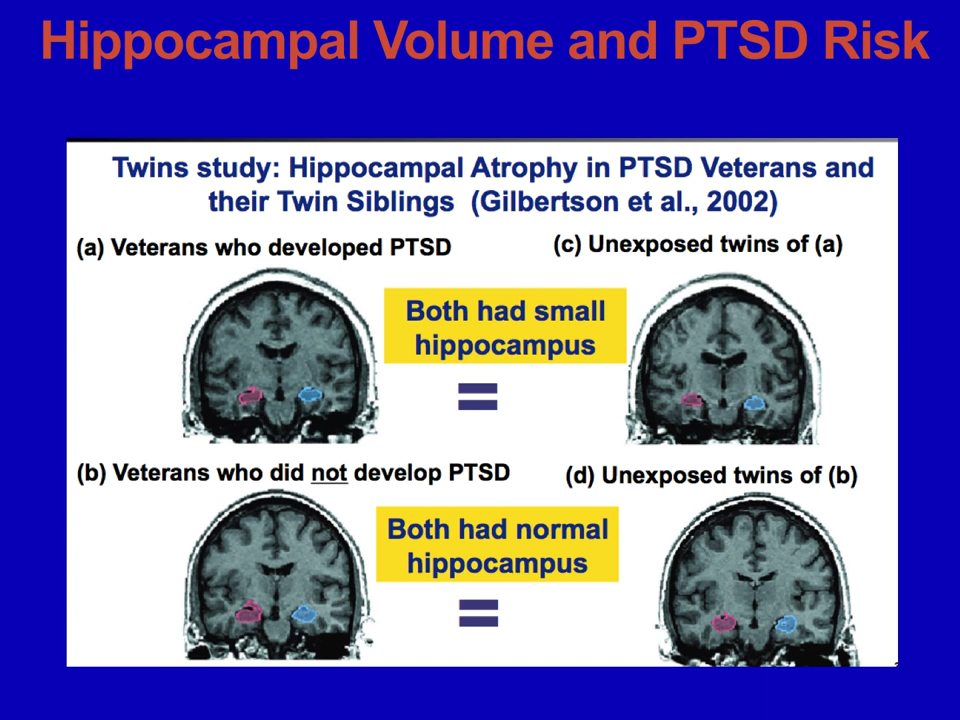 Hippocampal Volume and PTSD Risk
Twins study: Hippocampal Atrophy in PTSD Veterans and
their Twin Siblings (Gilbertson et al., 2002)
(a) Veterans who developed PTSD
(c) Unexposed twins of (a)
Both had small
hippocampus
=
(b) Veterans who did not develop PTSD
(d) Unexposed twins of (b)
Both had normal
hippocampus
=